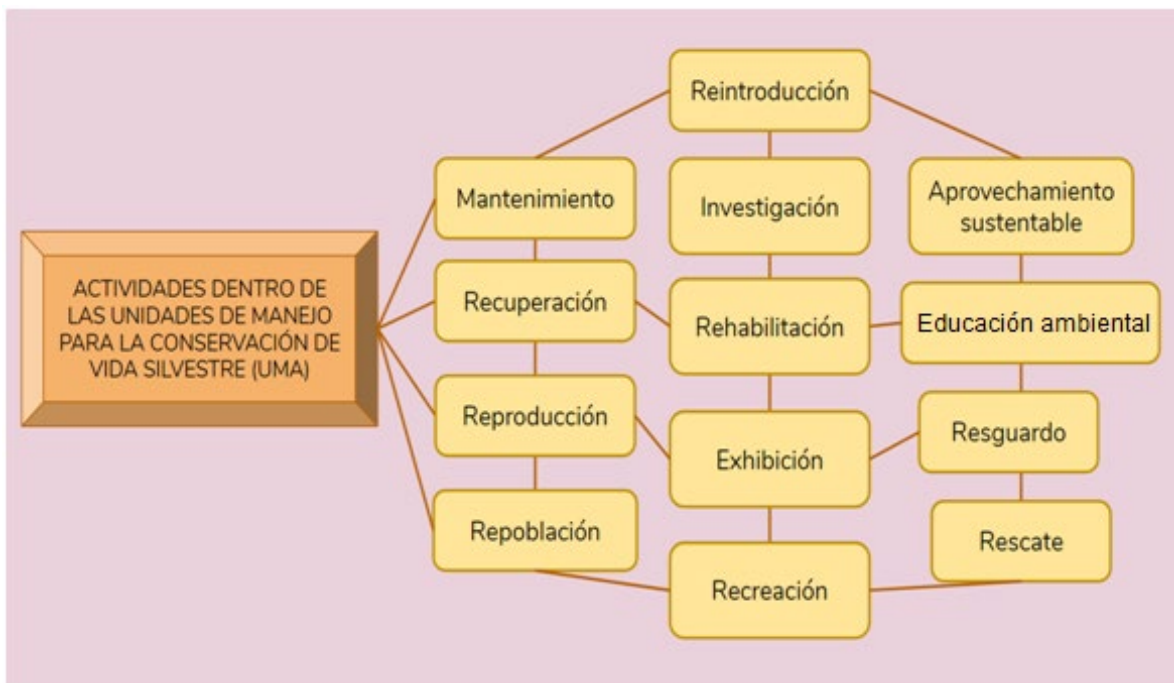 ACTIVIDADES DENTRO DE
LAS UNIDADES DE MANEJO
PARA LA CONSERVACIÓN DE
VIDA SILVESTRE (UMA)
Mantenimiento
Recuperación
Reproducción
Repoblación
Reintroducción
Investigación
Rehabilitación
Exhibición
Recreación
Aprovechamiento
sustentable
Educación ambiental
Resguardo
Rescate